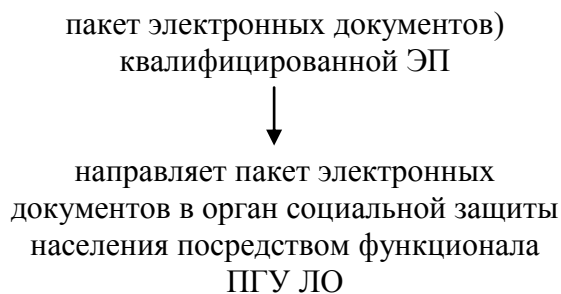 пакет электронных документов)
квалифицированной ЭП
направляет пакет электронных
документов в орган социальной защиты
населения посредством функционала
ПГУ ЛО